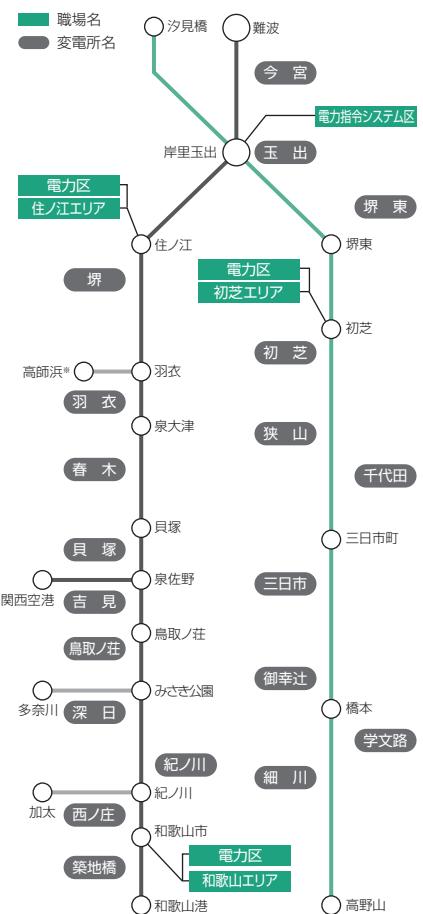 職場名
変電所名
汐見橋
難波
今 宮
電力指令システム区
岸里玉出
玉 出
電力区
住ノ江エリア
堺 東
住ノ江
堺東
電力区
初芝エリア
堺
初芝
初 芝
高師浜※
羽衣
羽 衣
泉大津
狭 山
春 木
千代田
貝塚
三日市町
貝 塚
泉佐野
三日市
関西空港
吉 見
鳥取ノ荘
鳥取ノ荘
御幸辻
みさき公園
多奈川
深 日
橋本
学文路
紀ノ川
細 川
紀ノ川
加太
西ノ庄
和歌山市
電力区
和歌山エリア
築地橋
和歌山港
高野山